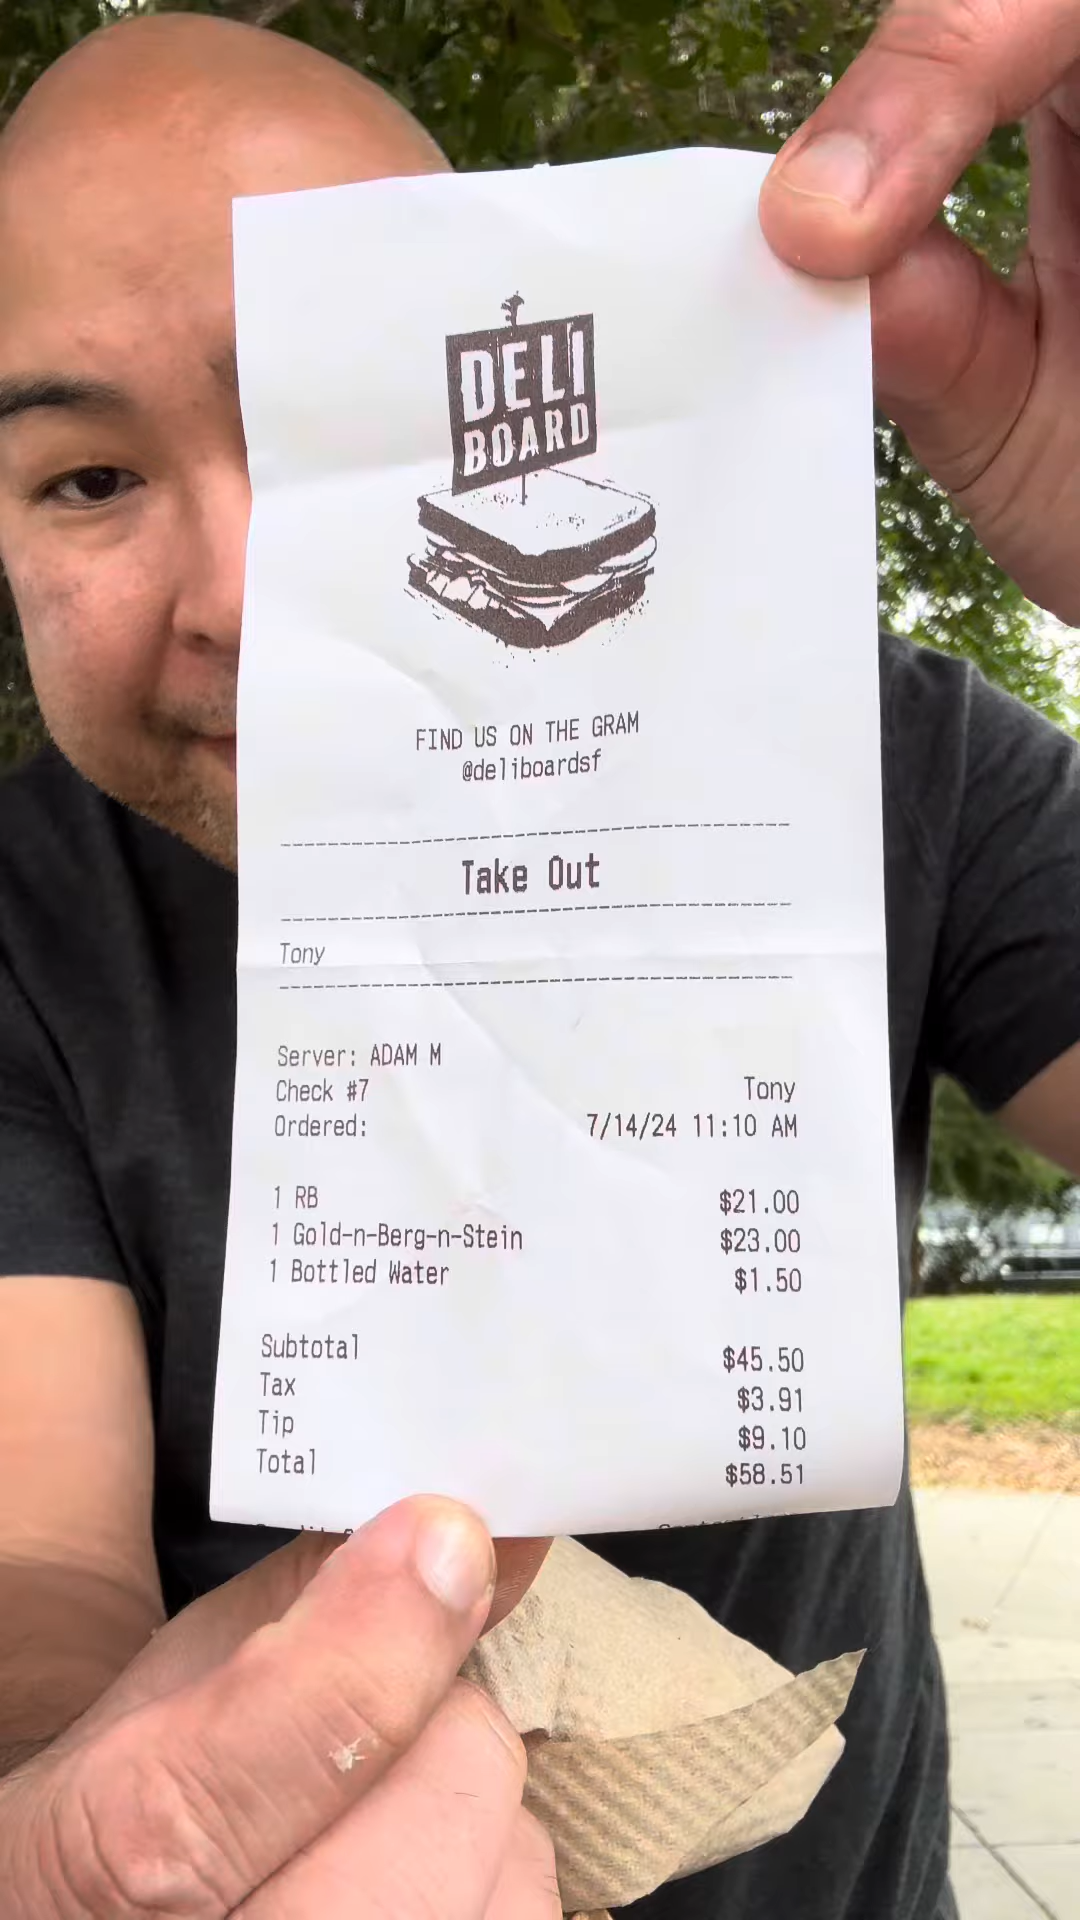 DELI
BOARD
FIND US ON THE GRAM
@deliboardsf
Take Out
Tony
Server: ADAM M
Check #7 Tony
Ordered: 7/14/24 11:10 AM
1 RB $21.00
1 Gold-n-Berg-n-Stein $23.00
1 Bottled Water $1.50
Subtotal $45.50
Tax $3.91
Tip $9.10
Total $58.51